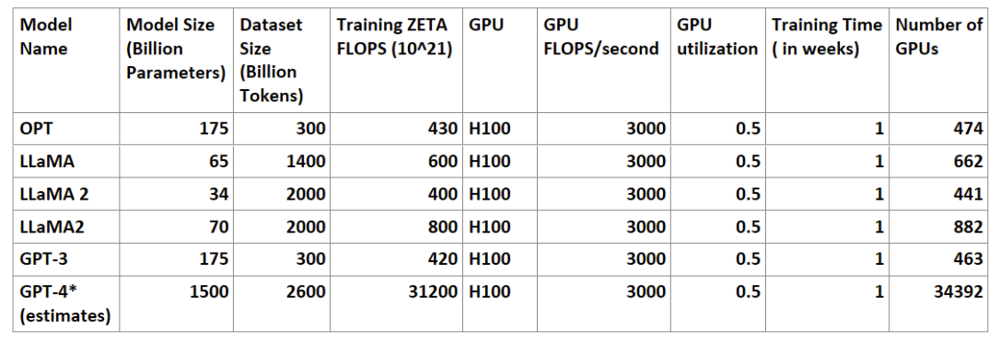 Model Name | Model Size (Billion Parameters) | Dataset Size (Billion Tokens) | Training ZETA FLOPS (10^21) | GPU | GPU FLOPS/second | GPU utilization | Training Time ( in weeks) | Number of GPUs
OPT | 175 | 300 | 430 | H100 | 3000 | 0.5 | 1 | 474
LLaMA | 65 | 1400 | 600 | H100 | 3000 | 0.5 | 1 | 662
LLaMA 2 | 34 | 2000 | 400 | H100 | 3000 | 0.5 | 1 | 441
LLaMA2 | 70 | 2000 | 800 | H100 | 3000 | 0.5 | 1 | 882
GPT-3 | 175 | 300 | 420 | H100 | 3000 | 0.5 | 1 | 463
GPT-4* (estimates) | 1500 | 2600 | 31200 | H100 | 3000 | 0.5 | 1 | 34392